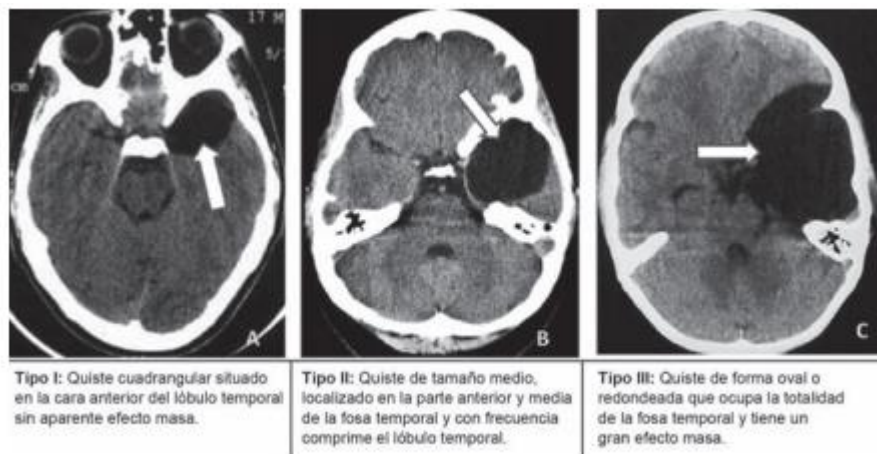 17 M
5/
cm
A
B
C
Tipo I: Quiste cuadrangular situado
en la cara anterior del lóbulo temporal
sin aparente efecto masa.
Tipo II: Quiste de tamaño medio,
localizado en la parte anterior y media
de la fosa temporal y con frecuencia
comprime el lóbulo temporal.
Tipo III: Quiste de forma oval o
redondeada que ocupa la totalidad
de la fosa temporal y tiene un
gran efecto masa.